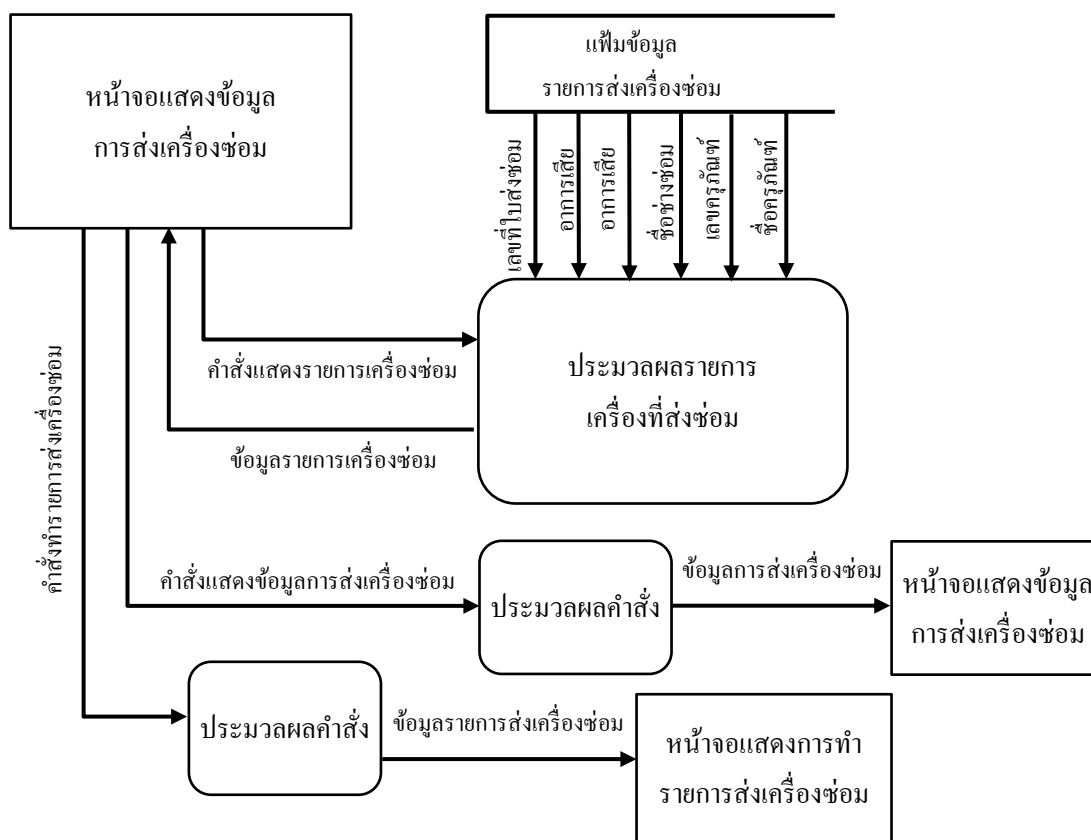 หน้าจอแสดงข้อมูล
การส่งเครื่องซ่อม
แฟ้มข้อมูล
รายการส่งเครื่องซ่อม
เลขที่ใบส่งซ่อม
อาการเสีย
อาการเสีย
ชื่อช่างซ่อม
เลขครุภัณฑ์
ชื่อครุภัณฑ์
คำสั่งแสดงรายการเครื่องซ่อม
ประมวลผลรายการ
เครื่องที่ส่งซ่อม
ข้อมูลรายการเครื่องซ่อม
คำสั่งทำรายการส่งเครื่องซ่อม
คำสั่งแสดงข้อมูลการส่งเครื่องซ่อม
ประมวลผลคำสั่ง
ข้อมูลการส่งเครื่องซ่อม
หน้าจอแสดงข้อมูล
การส่งเครื่องซ่อม
ประมวลผลคำสั่ง
ข้อมูลรายการส่งเครื่องซ่อม
หน้าจอแสดงการทำ
รายการส่งเครื่องซ่อม